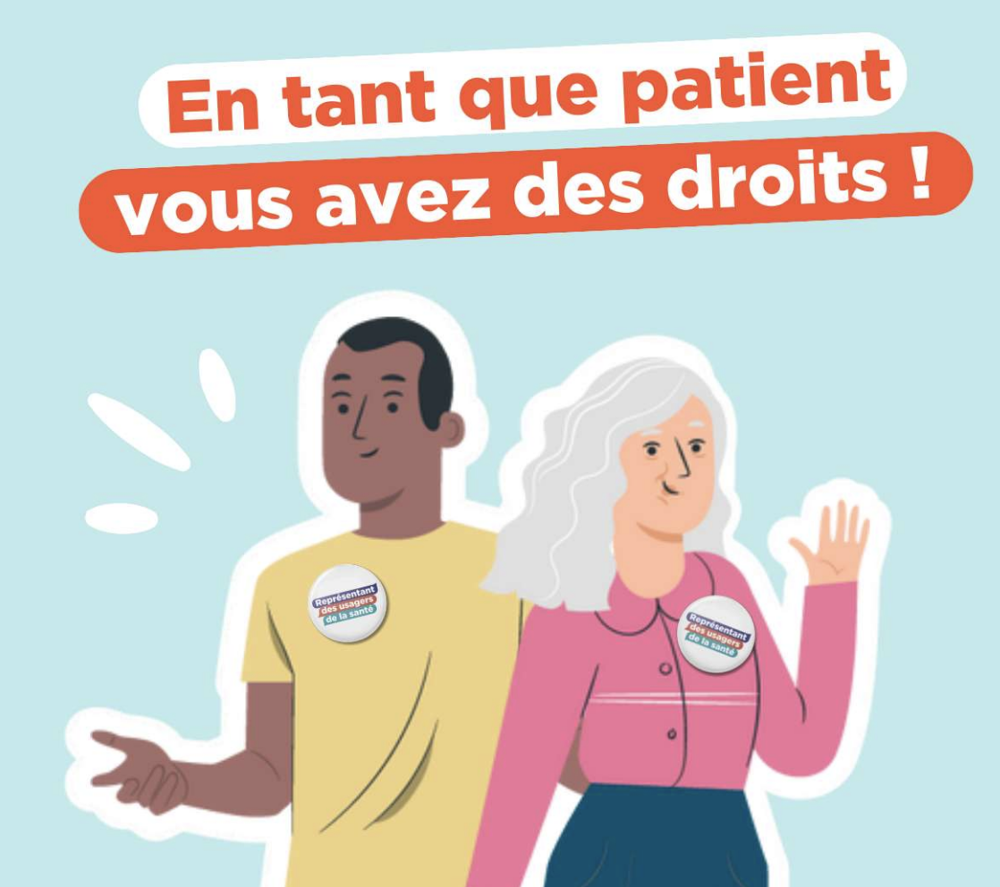 En tant que patient
vous avez des droits !
Représentant
des usagers
de la santé
Représentant
des usagers
de la santé